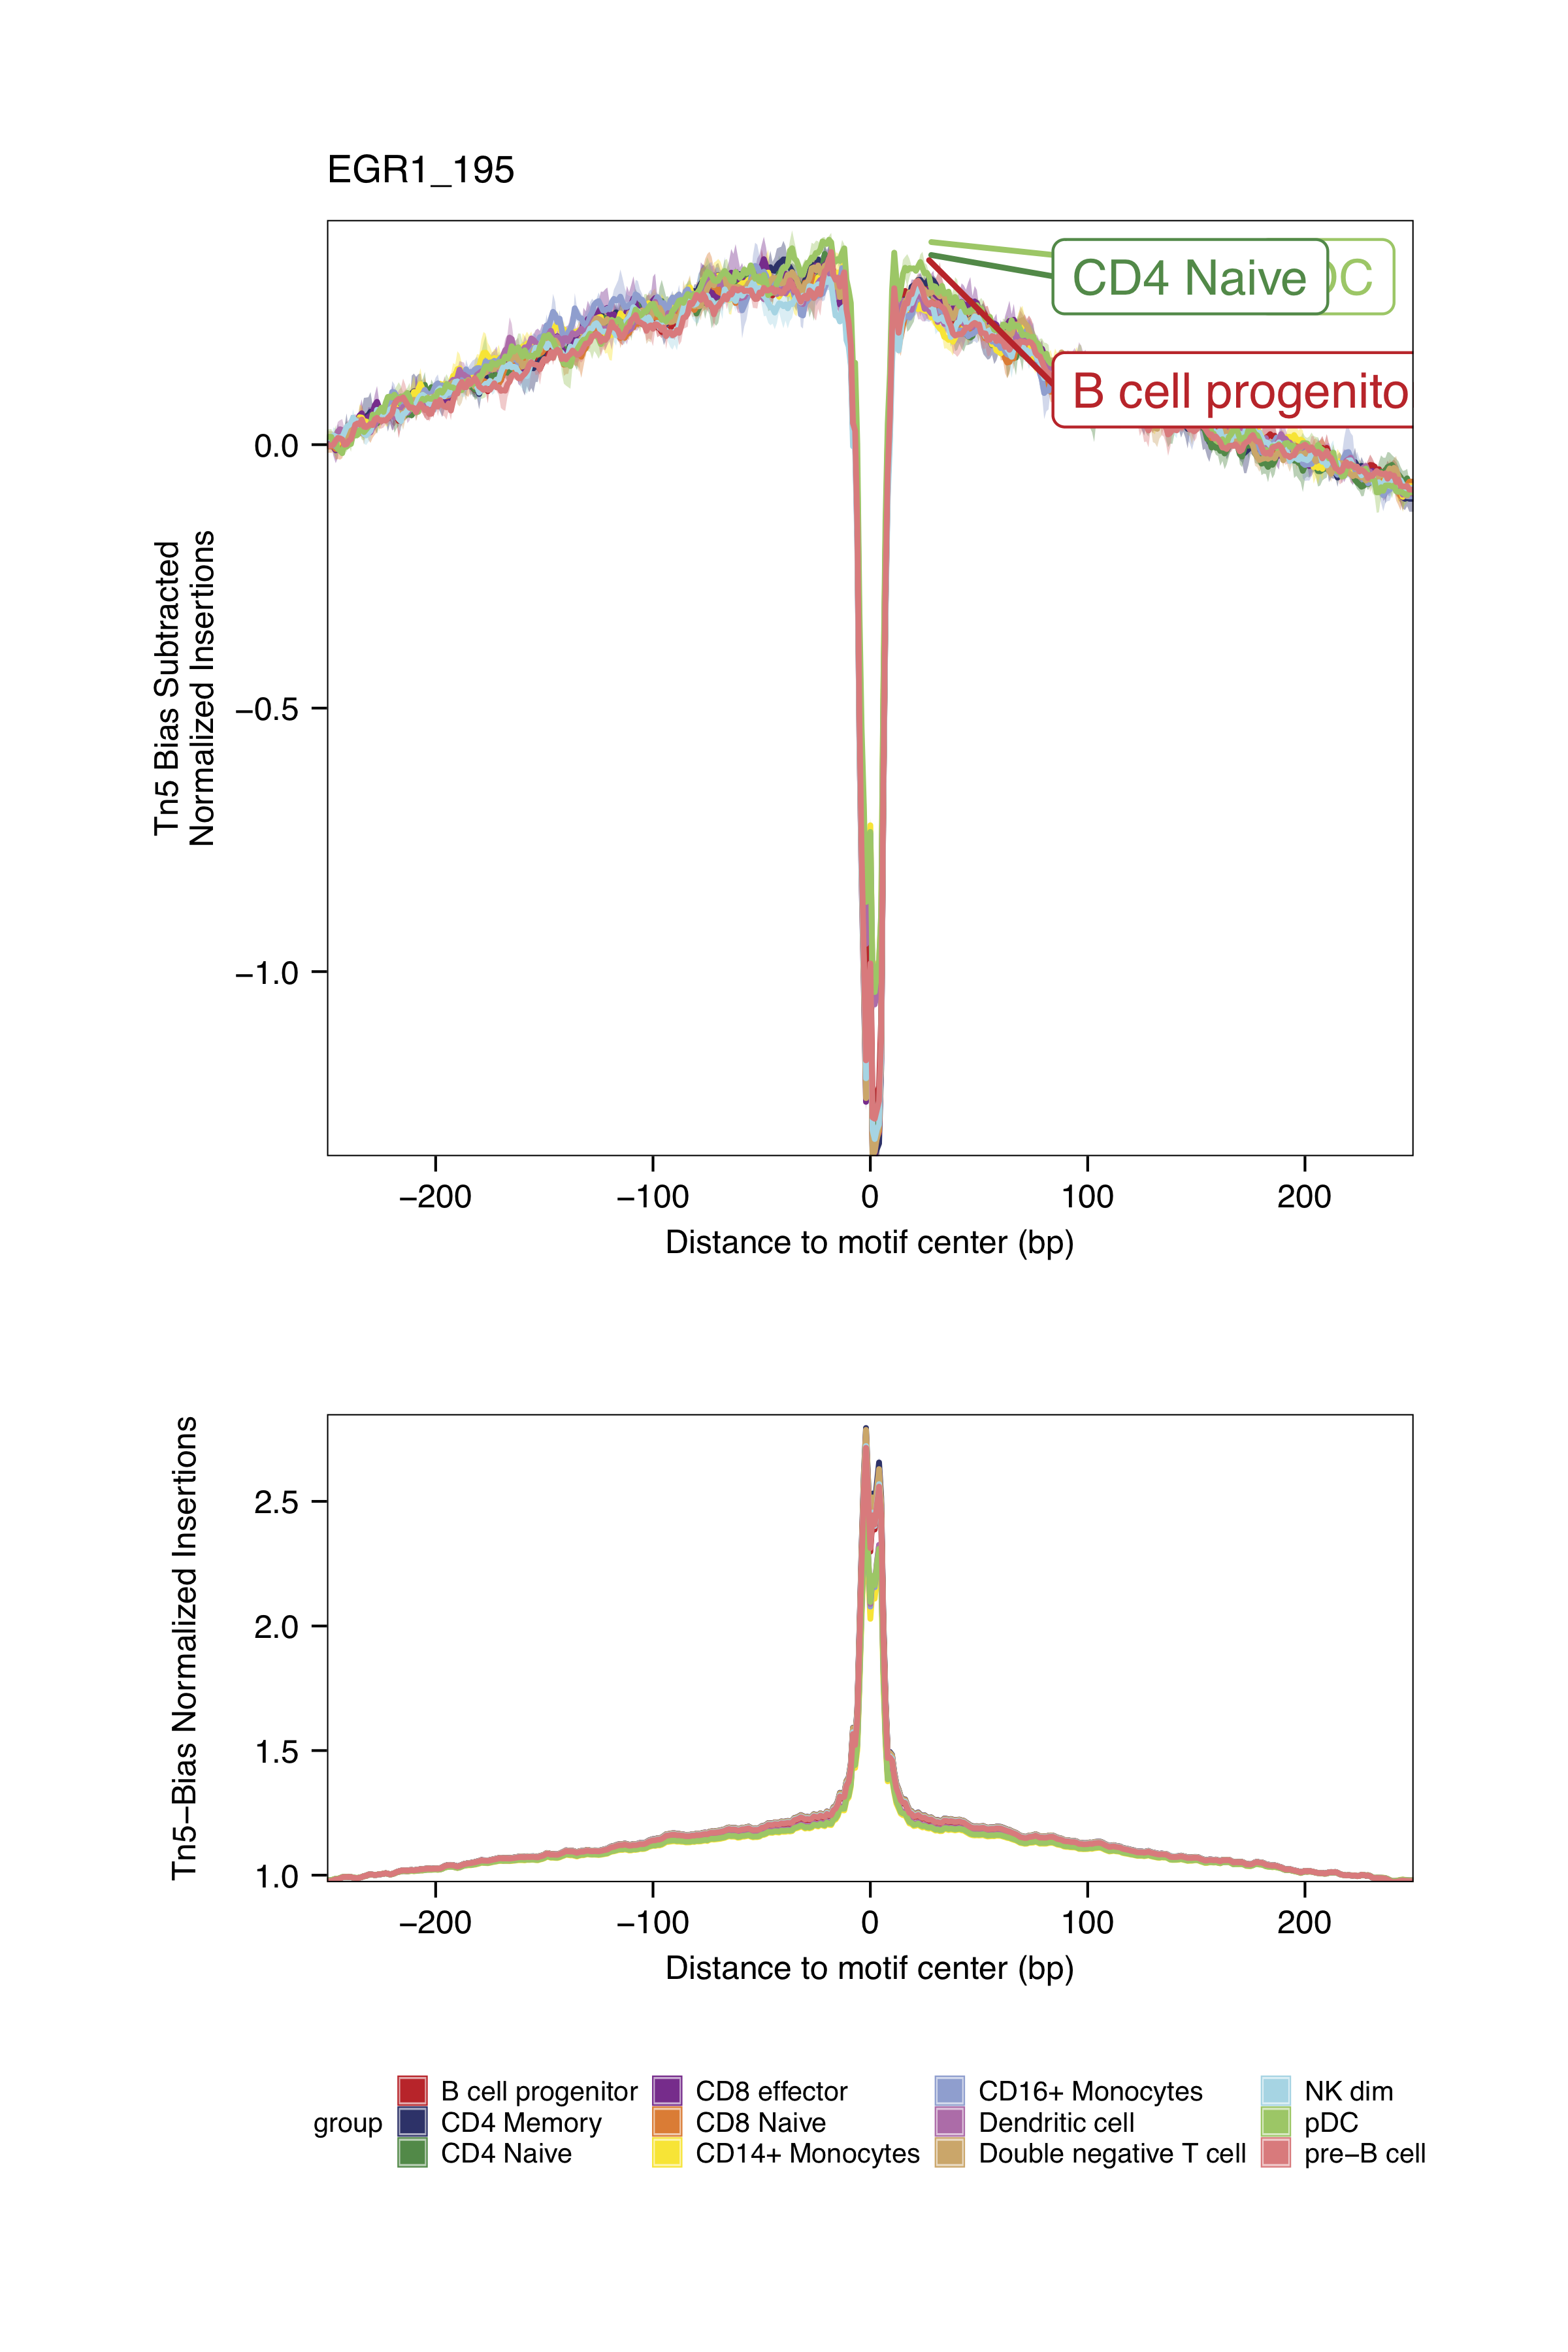 EGR1_195
CD4 Naive
DC
B cell progenito
0.0
−0.5
−1.0
Tn5 Bias Subtracted
Normalized Insertions
−200 −100 0 100 200
Distance to motif center (bp)
2.5
2.0
1.5
1.0
Tn5−Bias Normalized Insertions
−200 −100 0 100 200
Distance to motif center (bp)
group
B cell progenitor
CD4 Memory
CD4 Naive
CD8 effector
CD8 Naive
CD14+ Monocytes
CD16+ Monocytes
Dendritic cell
Double negative T cell
NK dim
pDC
pre−B cell